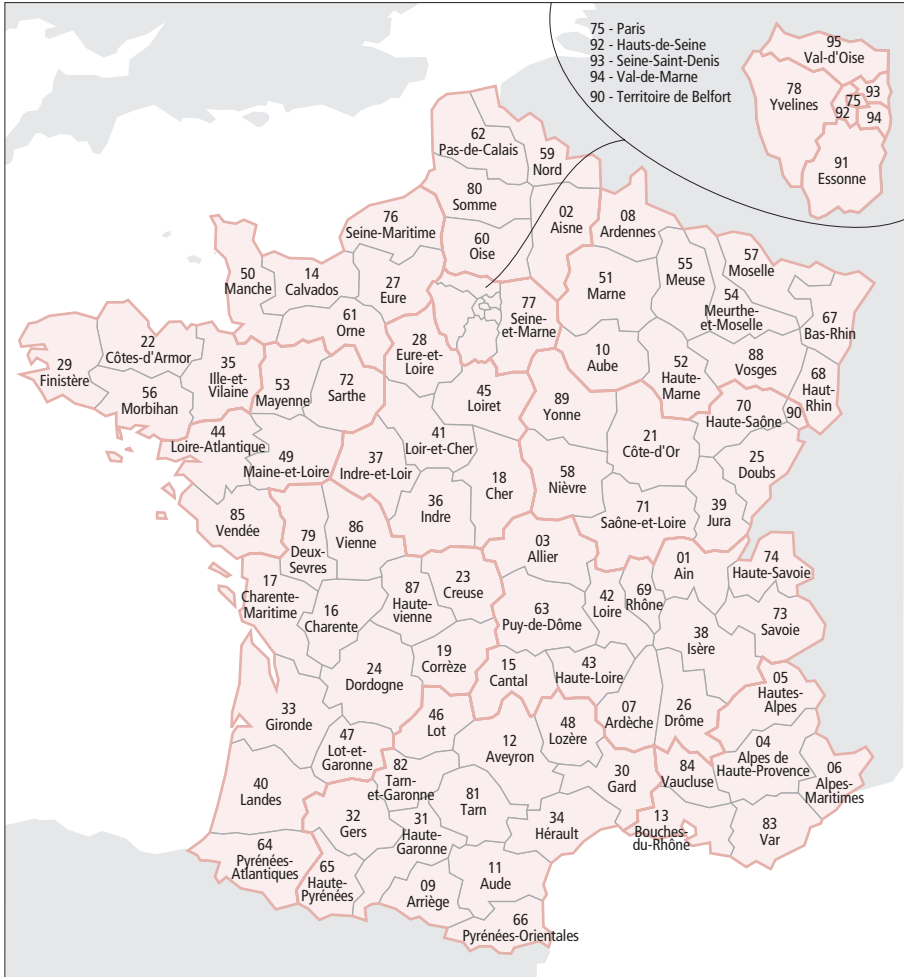 75 - Paris
92 - Hauts-de-Seine
93 - Seine-Saint-Denis
94 - Val-de-Marne
90 - Territoire de Belfort
95
Val-d'Oise
78
Yvelines
93
75
92
94
91
Essonne
62
Pas-de-Calais
59
Nord
80
Somme
02
Aisne
08
Ardennes
76
Seine-Maritime
60
Oise
57
Moselle
55
Meuse
51
Marne
54
Meurthe-
et-Moselle
67
Bas-Rhin
50
Manche
14
Calvados
27
Eure
77
Seine-
et-Marne
61
Orne
28
Eure-et-
Loire
10
Aube
52
Haute-
Marne
88
Vosges
68
Haut-
Rhin
22
Côtes-d'Armor
29
Finistère
35
Ille-et-
Vilaine
56
Morbihan
53
Mayenne
72
Sarthe
45
Loiret
89
Yonne
70
Haute-Saône
90
44
Loire-Atlantique
49
Maine-et-Loire
41
Loir-et-Cher
37
Indre-et-Loir
21
Côte-d'Or
25
Doubs
18
Cher
58
Nièvre
36
Indre
71
Saône-et-Loire
39
Jura
85
Vendée
79
Deux-
Sevres
86
Vienne
03
Allier
01
Ain
74
Haute-Savoie
17
Charente-
Maritime
16
Charente
87
Haute-
vienne
23
Creuse
63
Puy-de-Dôme
42
Loire
69
Rhône
73
Savoie
38
Isère
19
Corrèze
24
Dordogne
15
Cantal
43
Haute-Loire
05
Hautes-
Alpes
33
Gironde
46
Lot
48
Lozère
07
Ardèche
26
Drôme
47
Lot-et-
Garonne
12
Aveyron
04
Alpes de
Haute-Provence
06
Alpes-
Maritimes
82
Tarn-
et-Garonne
30
Gard
84
Vaucluse
40
Landes
81
Tarn
32
Gers
31
Haute-
Garonne
34
Hérault
13
Bouches-
du-Rhône
83
Var
64
Pyrénées-
Atlantiques
65
Haute-
Pyrénées
11
Aude
09
Arriège
66
Pyrénées-Orientales